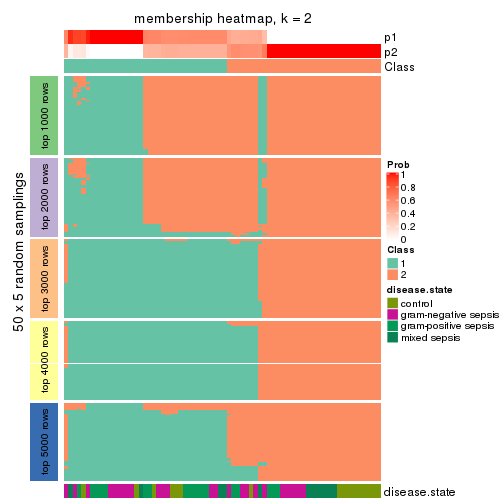 membership heatmap, k = 2
p1
p2
Class
50 x 5 random samplings
top 1000 rows
top 2000 rows
top 3000 rows
top 4000 rows
top 5000 rows
Prob
1
0.8
0.6
0.4
0.2
0
Class
1
2
disease.state
control
gram-negative sepsis
gram-positive sepsis
mixed sepsis
disease.state